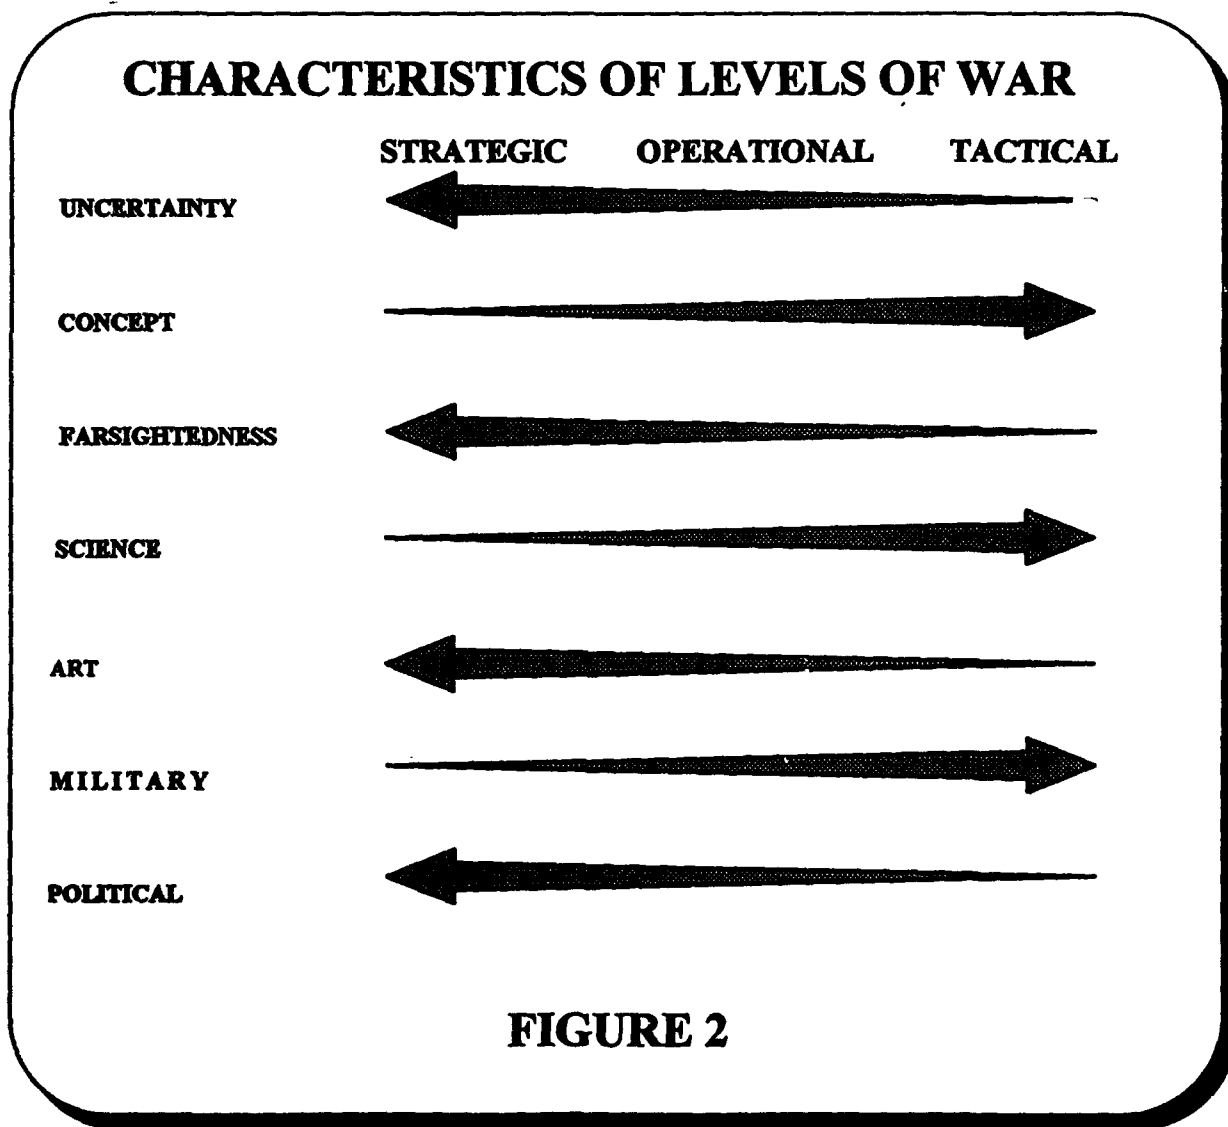 CHARACTERISTICS OF LEVELS OF WAR
STRATEGIC OPERATIONAL TACTICAL
UNCERTAINTY
CONCEPT
FARSIGHTEDNESS
SCIENCE
ART
MILITARY
POLITICAL
FIGURE 2